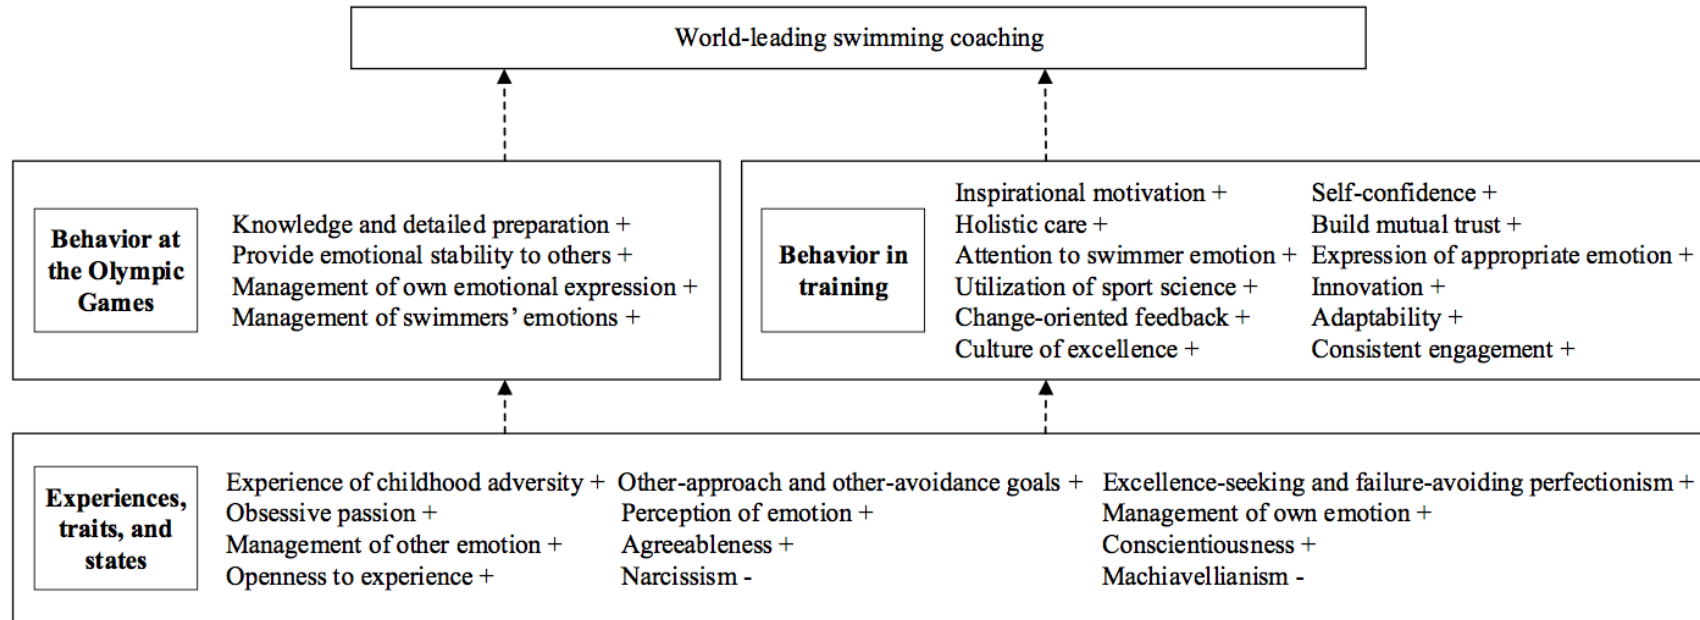 World-leading swimming coaching
Behavior at
the Olympic
Games
Knowledge and detailed preparation +
Provide emotional stability to others +
Management of own emotional expression +
Management of swimmers’ emotions +
Behavior in
training
Inspirational motivation +
Holistic care +
Attention to swimmer emotion +
Utilization of sport science +
Change-oriented feedback +
Culture of excellence +
Self-confidence +
Build mutual trust +
Expression of appropriate emotion +
Innovation +
Adaptability +
Consistent engagement +
Experiences,
traits, and
states
Experience of childhood adversity +
Obsessive passion +
Management of other emotion +
Openness to experience +
Other-approach and other-avoidance goals +
Perception of emotion +
Agreeableness +
Narcissism -
Excellence-seeking and failure-avoiding perfectionism +
Management of own emotion +
Conscientiousness +
Machiavellianism -